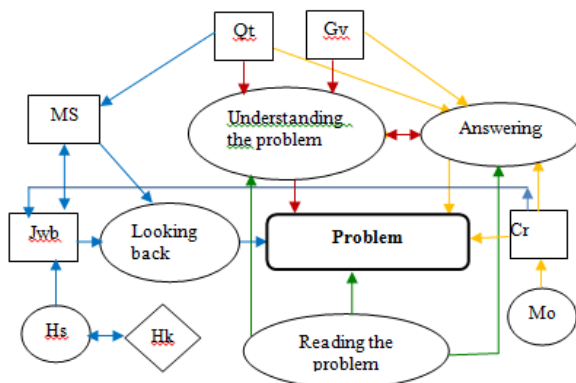 Qt
Gv
MS
Understanding
the problem
Answering
Jwb
Looking
back
Problem
Cr
Hs
Hk
Reading the
problem
Mo